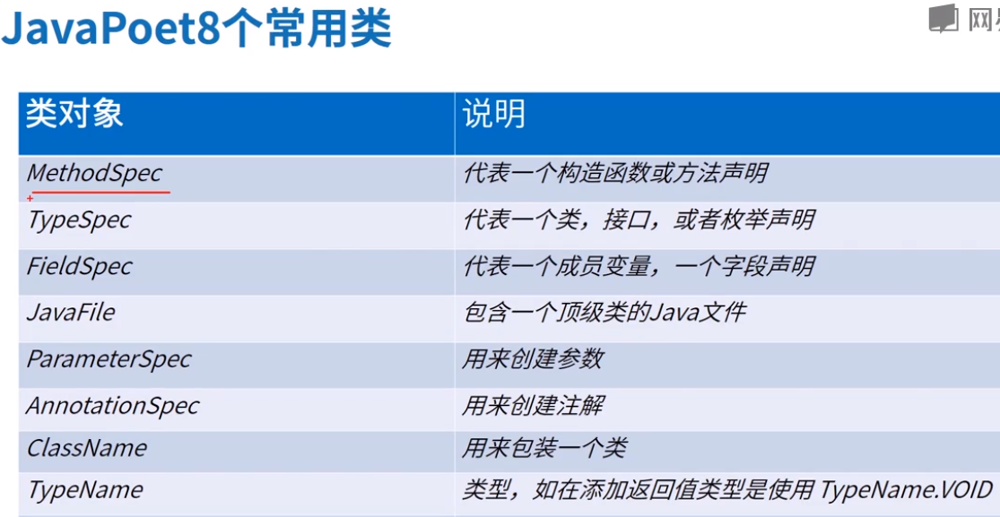 JavaPoet8个常用类
网易
类对象 说明
MethodSpec 代表一个构造函数或方法声明
TypeSpec 代表一个类，接口，或者枚举声明
FieldSpec 代表一个成员变量，一个字段声明
JavaFile 包含一个顶级类的Java文件
ParameterSpec 用来创建参数
AnnotationSpec 用来创建注解
ClassName 用来包装一个类
TypeName 类型，如在添加返回值类型是使用 TypeName.VOID